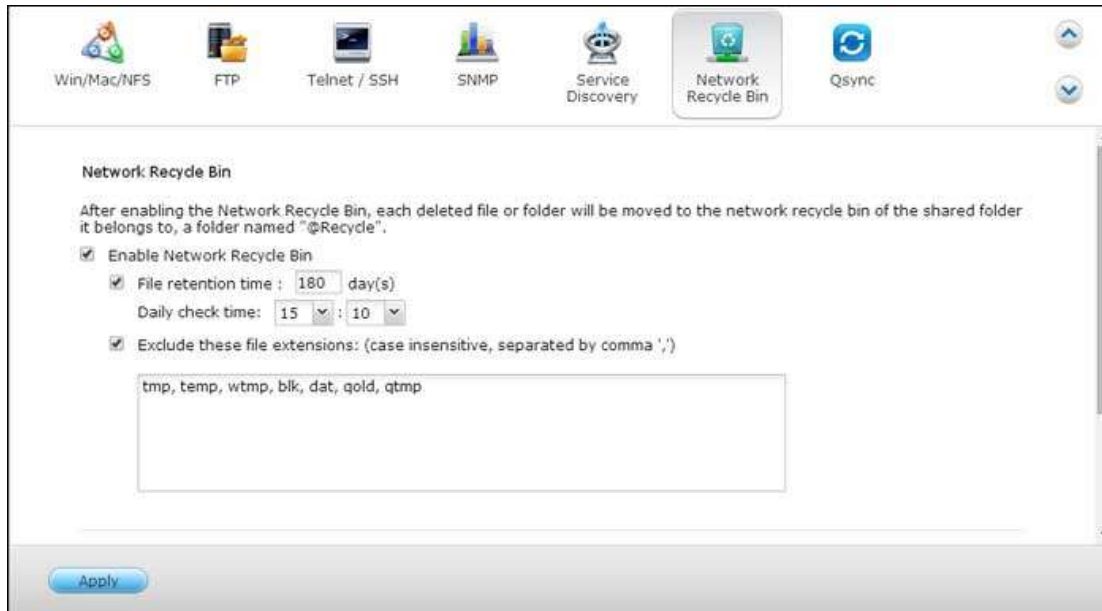 Win/Mac/NFS
FTP
Telnet / SSH
SNMP
Service
Discovery
Network
Recycle Bin
Qsync
Network Recycle Bin
After enabling the Network Recycle Bin, each deleted file or folder will be moved to the network recycle bin of the shared folder
it belongs to, a folder named "@Recycle".
Enable Network Recycle Bin
File retention time : 180 day(s)
Daily check time: 15 : 10
Exclude these file extensions: (case insensitive, separated by comma ',')
tmp, temp, wtmp, blk, dat, qold, qtmp
Apply